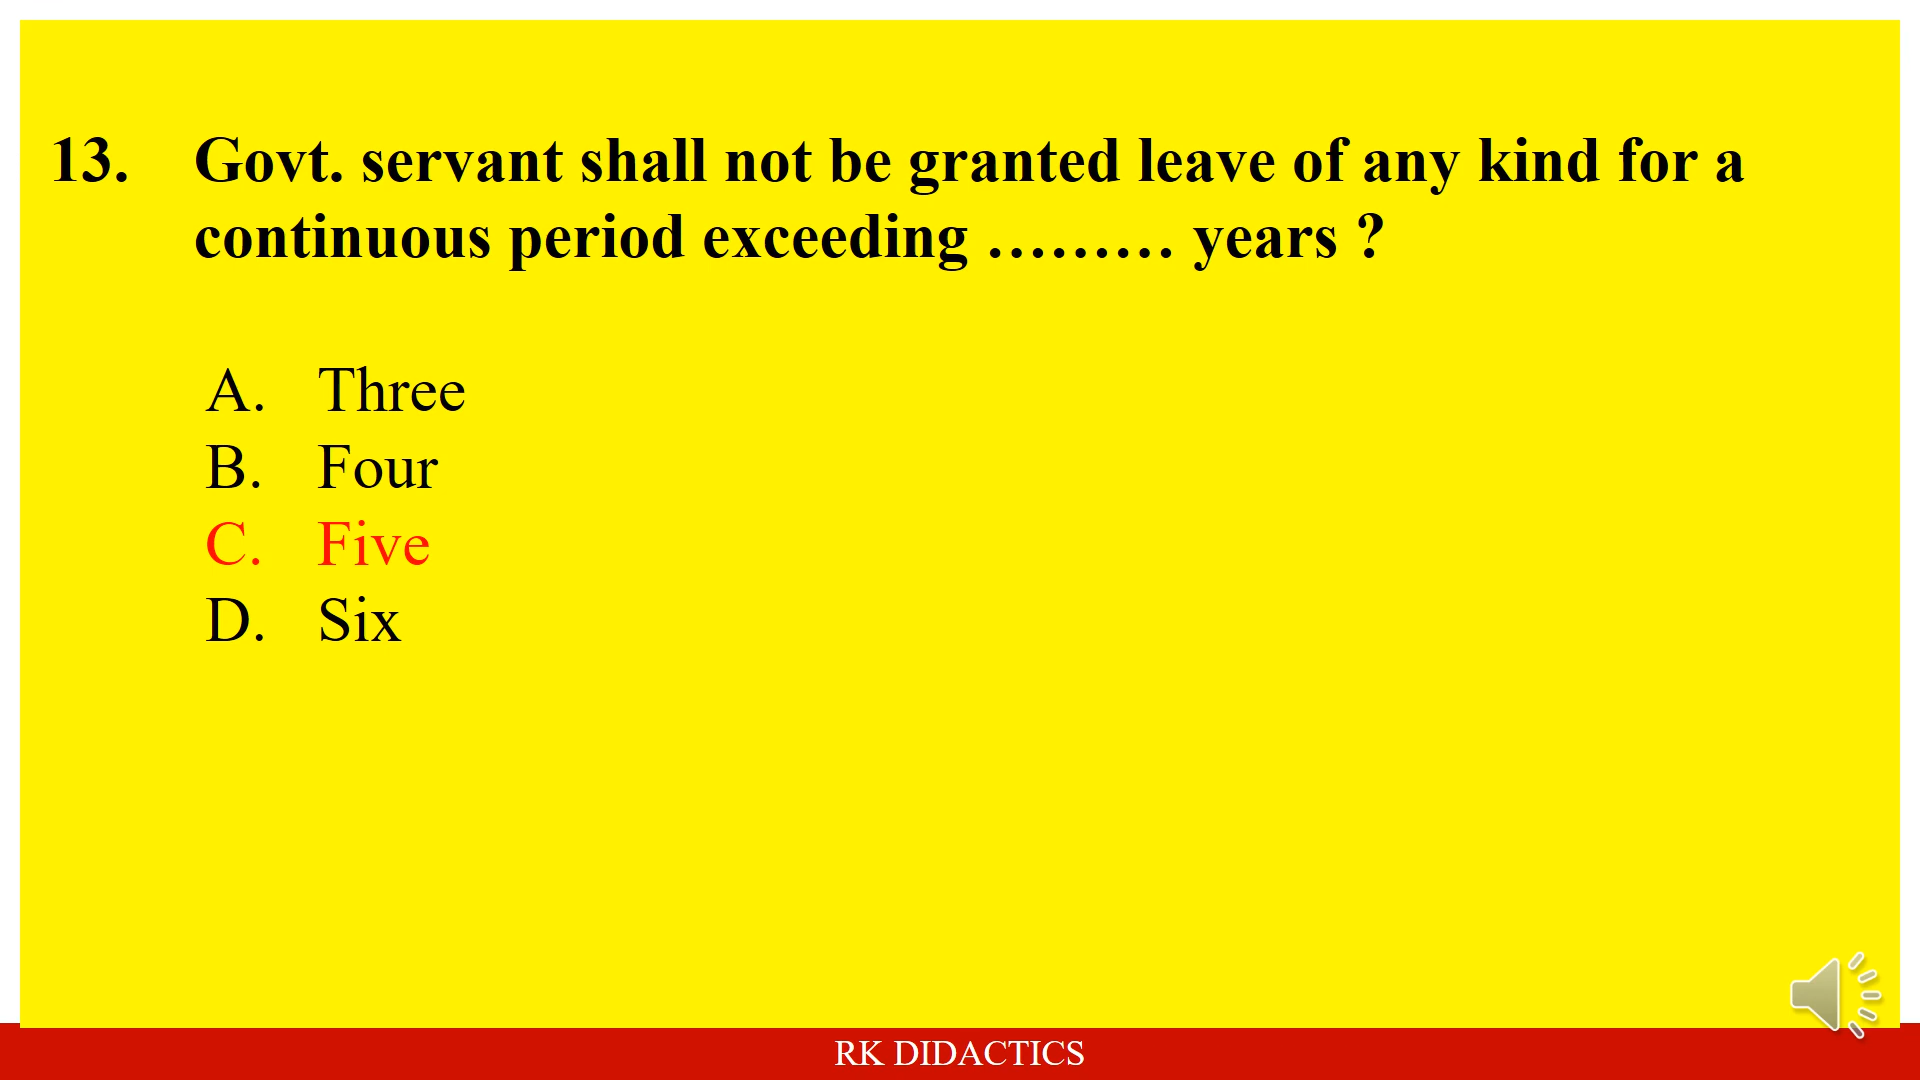 13. Govt. servant shall not be granted leave of any kind for a
continuous period exceeding ……… years ?
A. Three
B. Four
C. Five
D. Six
RK DIDACTICS